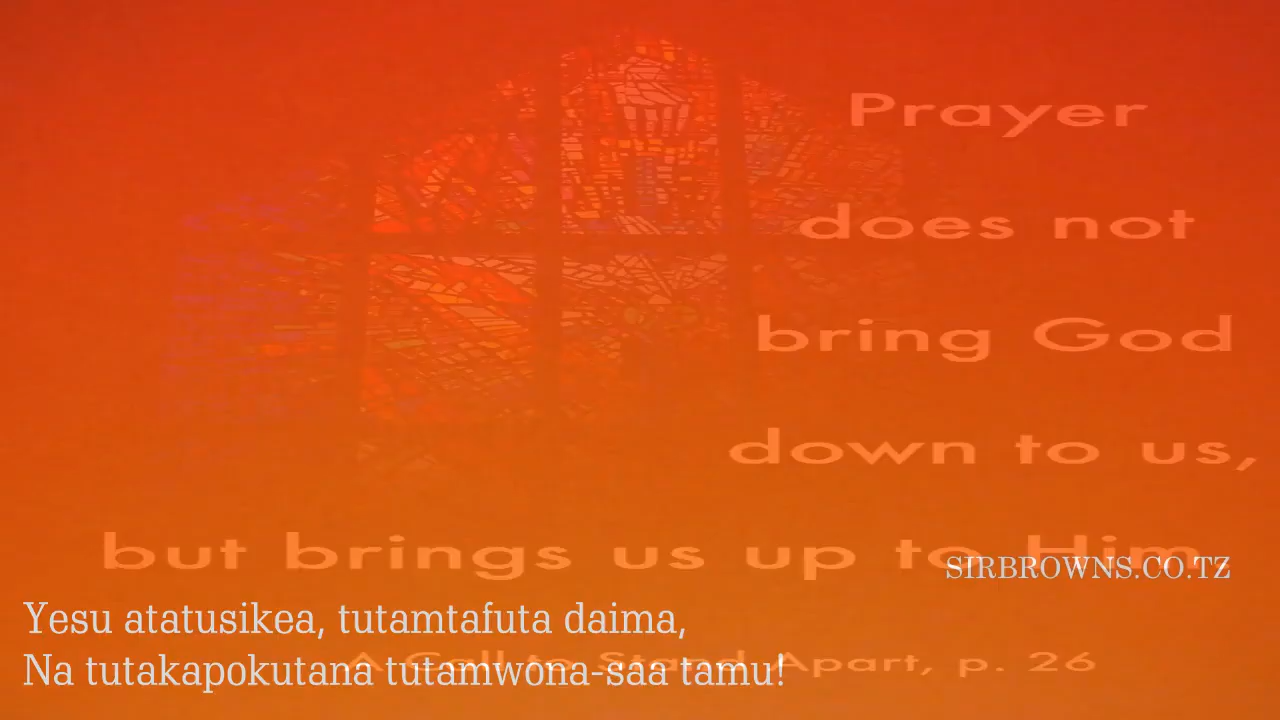 Prayer
does not
bring God
down to us,
but brings us up to Him
SIRBROWNS.CO.TZ
Yesu atatusikea, tutamtafuta daima,
Na tutakapokutana tutamwona-saa tamu!
A Call to Stand Apart, p. 26